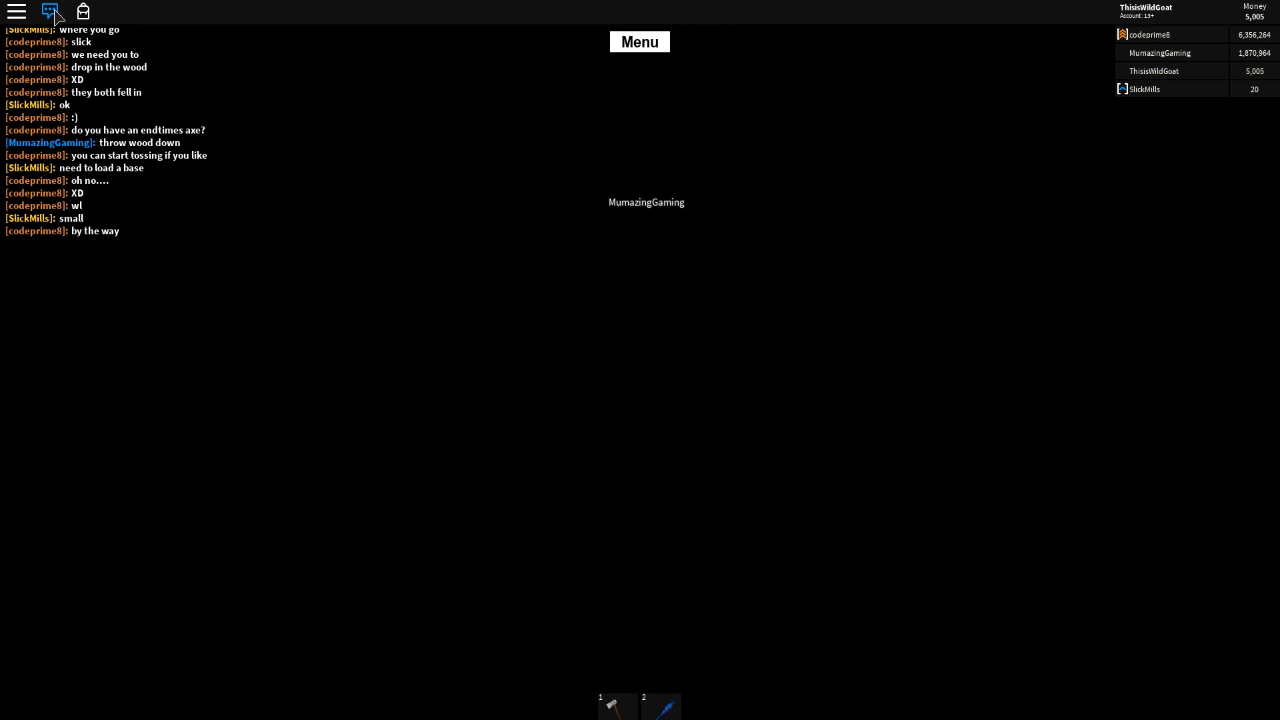 ThisisWildGoat
Account: 13+
Money
5,005
codeprime8 6,356,264
MumazingGaming 1,870,964
ThisisWildGoat 5,005
SlickMills 20
Menu
[SlickMills]: where you go
[codeprime8]: slick
[codeprime8]: we need you to
[codeprime8]: drop in the wood
[codeprime8]: XD
[codeprime8]: they both fell in
[SlickMills]: ok
[codeprime8]: :)
[codeprime8]: do you have an endtimes axe?
[MumazingGaming]: throw wood down
[codeprime8]: you can start tossing if you like
[SlickMills]: need to load a base
[codeprime8]: oh no....
[codeprime8]: XD
[codeprime8]: wl
[SlickMills]: small
[codeprime8]: by the way
MumazingGaming
1
2